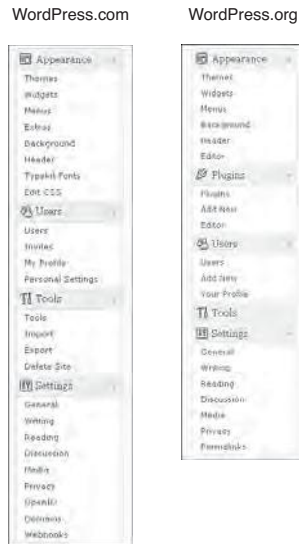 WordPress.com
Appearance
Themes
Widgets
Menus
Extras
Background
Header
Typekit Fonts
Edit CSS
Users
Users
Invites
My Profile
Personal Settings
Tools
Tools
Import
Export
Delete Site
Settings
General
Writing
Reading
Discussion
Media
Privacy
OpenID
Domains
Webhooks
WordPress.org
Appearance
Themes
Widgets
Menus
Background
Header
Editor
Plugins
Plugins
Add New
Editor
Users
Users
Add New
Your Profile
Tools
Settings
General
Writing
Reading
Discussion
Media
Privacy
Permalinks